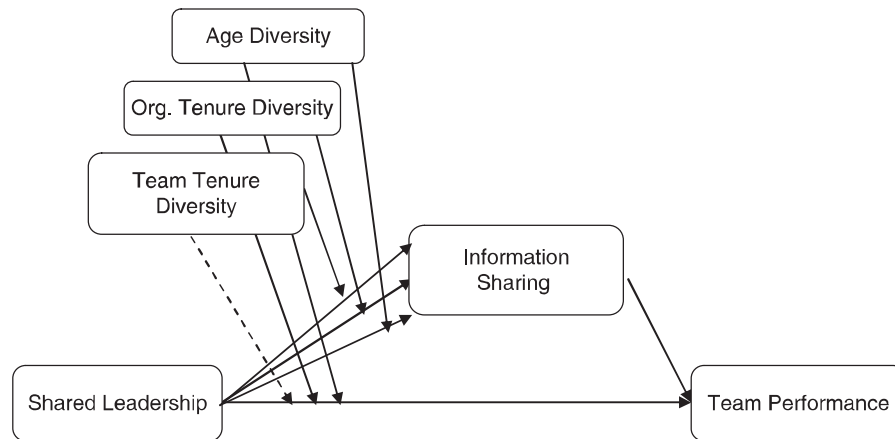 Age Diversity
Org. Tenure Diversity
Team Tenure
Diversity
Information
Sharing
Shared Leadership
Team Performance